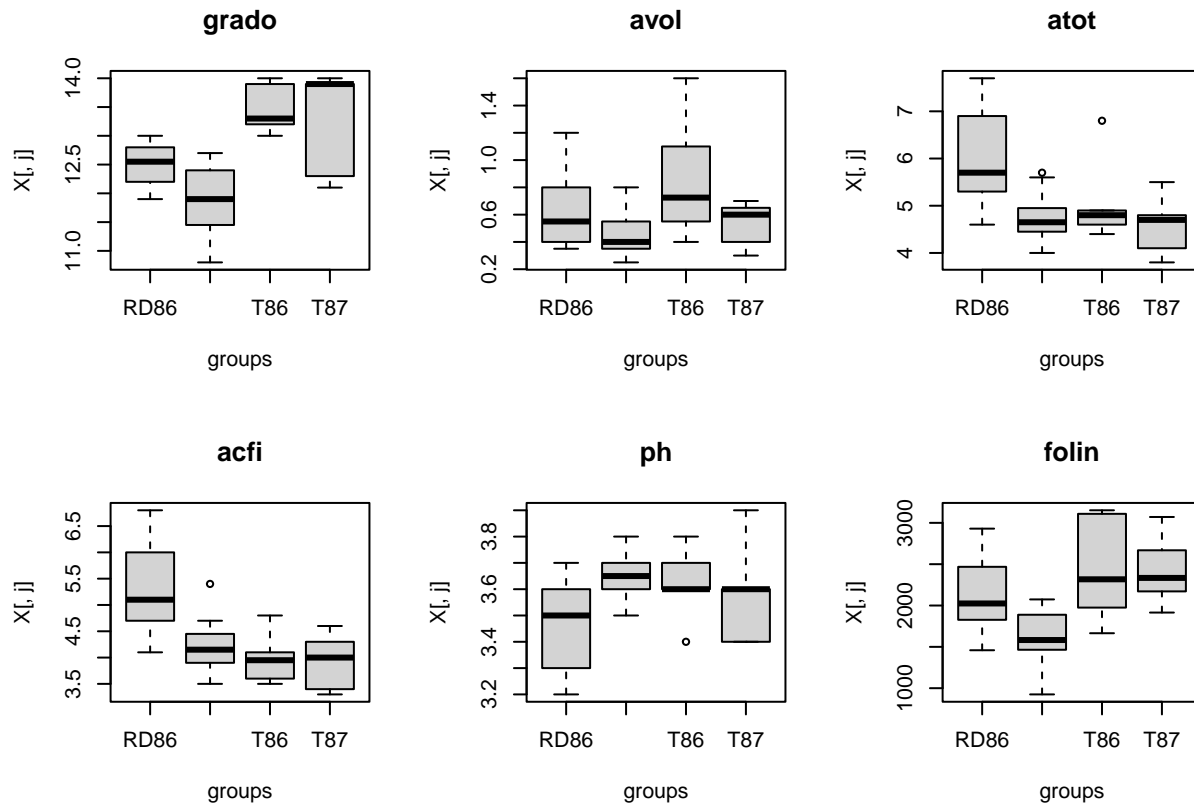 grado
X[, j]
14.0
12.5
11.0
RD86 T86 T87
groups
avol
X[, j]
1.4
1.0
0.6
0.2
RD86 T86 T87
groups
atot
X[, j]
7
6
5
4
RD86 T86 T87
groups
acfi
X[, j]
6.5
5.5
4.5
3.5
RD86 T86 T87
groups
ph
X[, j]
3.8
3.6
3.4
3.2
RD86 T86 T87
groups
folin
X[, j]
3000
2000
1000
RD86 T86 T87
groups